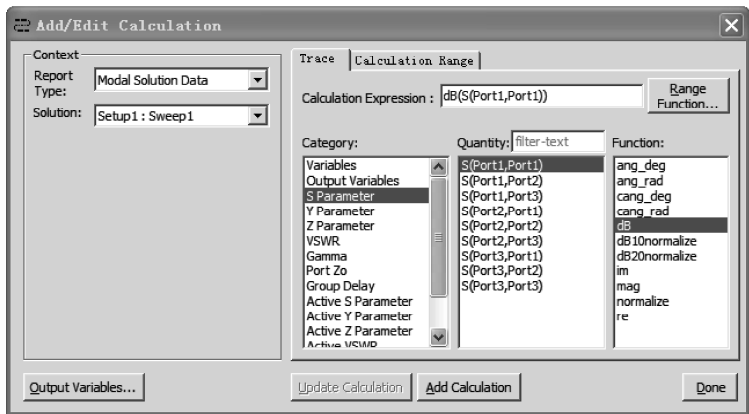 Add/Edit Calculation
Context
Report Type:
Modal Solution Data
Solution:
Setup1 : Sweep1
Output Variables...
Trace
Calculation Range
Calculation Expression :
dB(S(Port1,Port1))
Range Function...
Category:
Variables
Output Variables
S Parameter
Y Parameter
Z Parameter
VSWR
Gamma
Port Zo
Group Delay
Active S Parameter
Active Y Parameter
Active Z Parameter
Active VSWR
Quantity:
filter-text
S(Port1,Port1)
S(Port1,Port2)
S(Port1,Port3)
S(Port2,Port1)
S(Port2,Port2)
S(Port2,Port3)
S(Port3,Port1)
S(Port3,Port2)
S(Port3,Port3)
Function:
ang_deg
ang_rad
cang_deg
cang_rad
dB
dB10normalize
dB20normalize
im
mag
normalize
re
Update Calculation
Add Calculation
Done